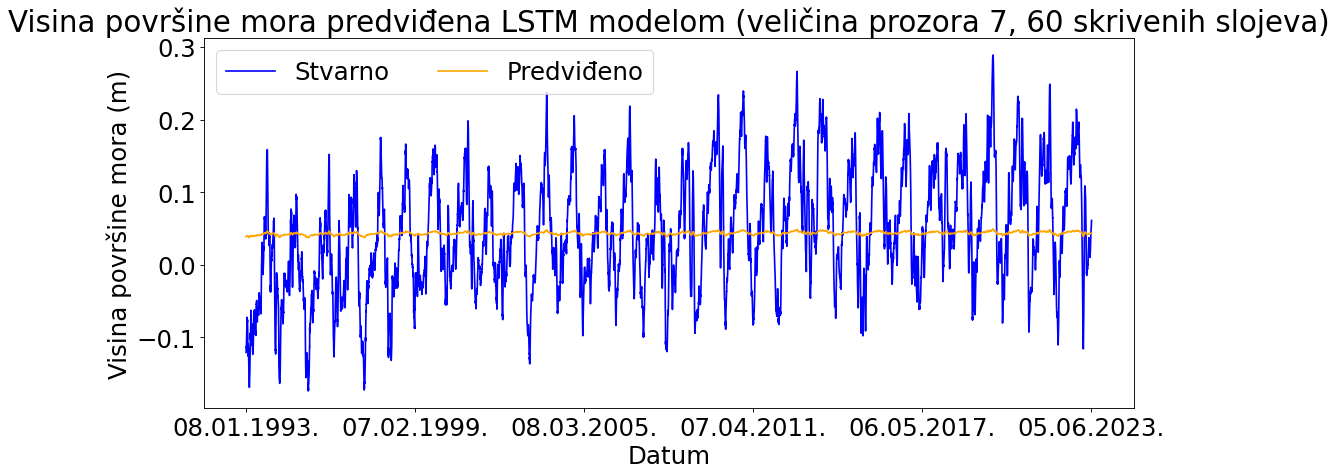 Visina površine mora predviđena LSTM modelom (veličina prozora 7, 60 skrivenih slojeva)
Stvarno
Predviđeno
Visina površine mora (m)
0.3
0.2
0.1
0.0
−0.1
08.01.1993.
07.02.1999.
08.03.2005.
07.04.2011.
06.05.2017.
05.06.2023.
Datum